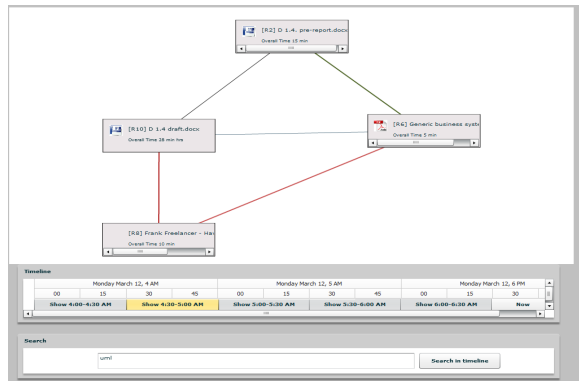 [R2] D 1.4. pre-report.docx
Overall Time 15 min
[R10] D 1.4 draft.docx
Overall Time 28 min hrs
[R6] Generic business syst
Overall Time 5 min
[R8] Frank Freelancer - Ha
Overall Time 10 min
Timeline
Monday March 12, 4 AM Monday March 12, 5 AM Monday March 12, 6 PM
00 15 30 45 00 15 30 45 00 15 30
Show 4:00-4:30 AM Show 4:30-5:00 AM Show 5:00-5:30 AM Show 5:30-6:00 AM Show 6:00-6:30 AM Now
Search
uml
Search in timeline